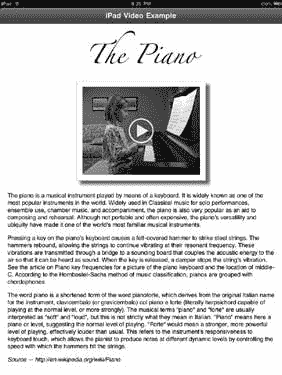 iPad
8:25 PM
iPad Video Example
The Piano
The piano is a musical instrument played by means of a keyboard. It is widely known as one of the
most popular instruments in the world. Widely used in Classical music for solo performances,
ensemble use, chamber music, and accompaniment, the piano is also very popular as an aid to
composing and rehearsal. Although not portable and often expensive, the piano's versatility and
ubiquity have made it one of the world's most familiar musical instruments.
Pressing a key on the piano's keyboard causes a felt-covered hammer to strike steel strings. The
hammers rebound, allowing the strings to continue vibrating at their resonant frequency. These
vibrations are transmitted through a bridge to a sounding board that couples the acoustic energy to the
air so that it can be heard as sound. When the key is released, a damper stops the string's vibration.
See the article on Piano key frequencies for a picture of the piano keyboard and the location of middle-
C. According to the Hornbostel-Sachs method of music classification, pianos are grouped with
chordophones.
The word piano is a shortened form of the word pianoforte, which derives from the original Italian name
for the instrument, clavicembalo (or gravicembalo) col piano e forte (literally harpsichord capable of
playing at the normal level, or more strongly). The musical terms "piano" and "forte" are usually
interpreted as "soft" and "loud", but this is not strictly what they mean in Italian. "Piano" means here a
plano or level, suggesting the normal level of playing. "Forte" would mean a stronger, more powerful
level of playing, effectively louder than usual. This refers to the instrument's responsiveness to
keyboard touch, which allows the pianist to produce notes at different dynamic levels by controlling the
speed with which the hammers hit the strings.
Source — http://en.wikipedia.org/wiki/Piano